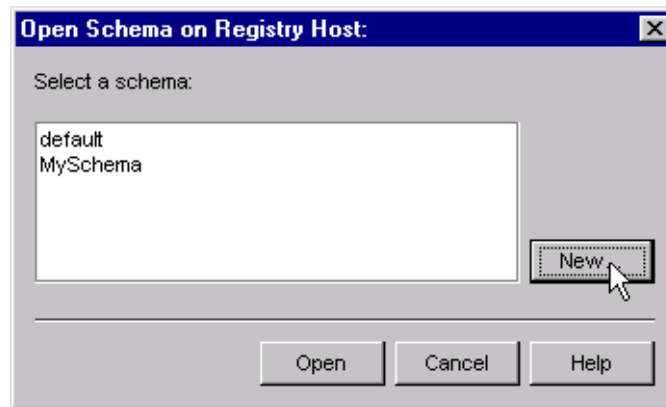 Open Schema on Registry Host:
Select a schema:
default
MySchema
New...
Open
Cancel
Help